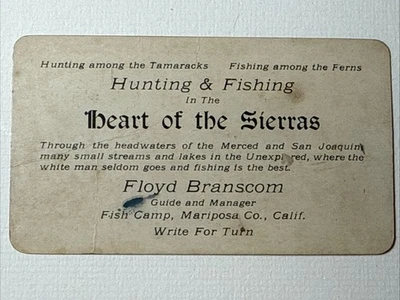 Hunting among the Tamaracks Fishing among the Ferns
Hunting & Fishing
in The
Heart of the Sierras
Through the headwaters of the Merced and San Joaquin,
many small streams and lakes in the Unexplored, where the
white man seldom goes and fishing is the best.
Floyd Branscom
Guide and Manager
Fish Camp, Mariposa Co., Calif.
Write For Turn